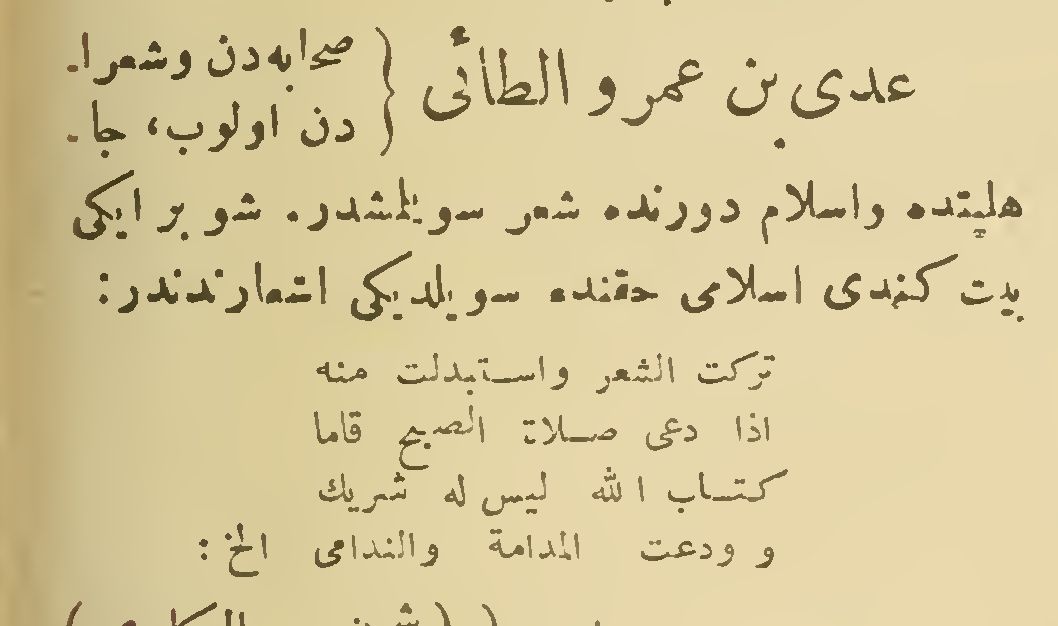 عدی بن عمرو الطائی { صحابه‌دن وشعرا-
دن اولوب، جا-
هلیتده واسلام دورنده شعر سویلمشدر. شو بر ایکی
بیت کندی اسلامی حقنده سویلدیکی اشعارندندر:
ترکت الشعر واستبدلت منه
اذا دعی صلاة الصبح قاما
کتاب الله لیس له شریك
و ودعت المدامة والندامی الخ: